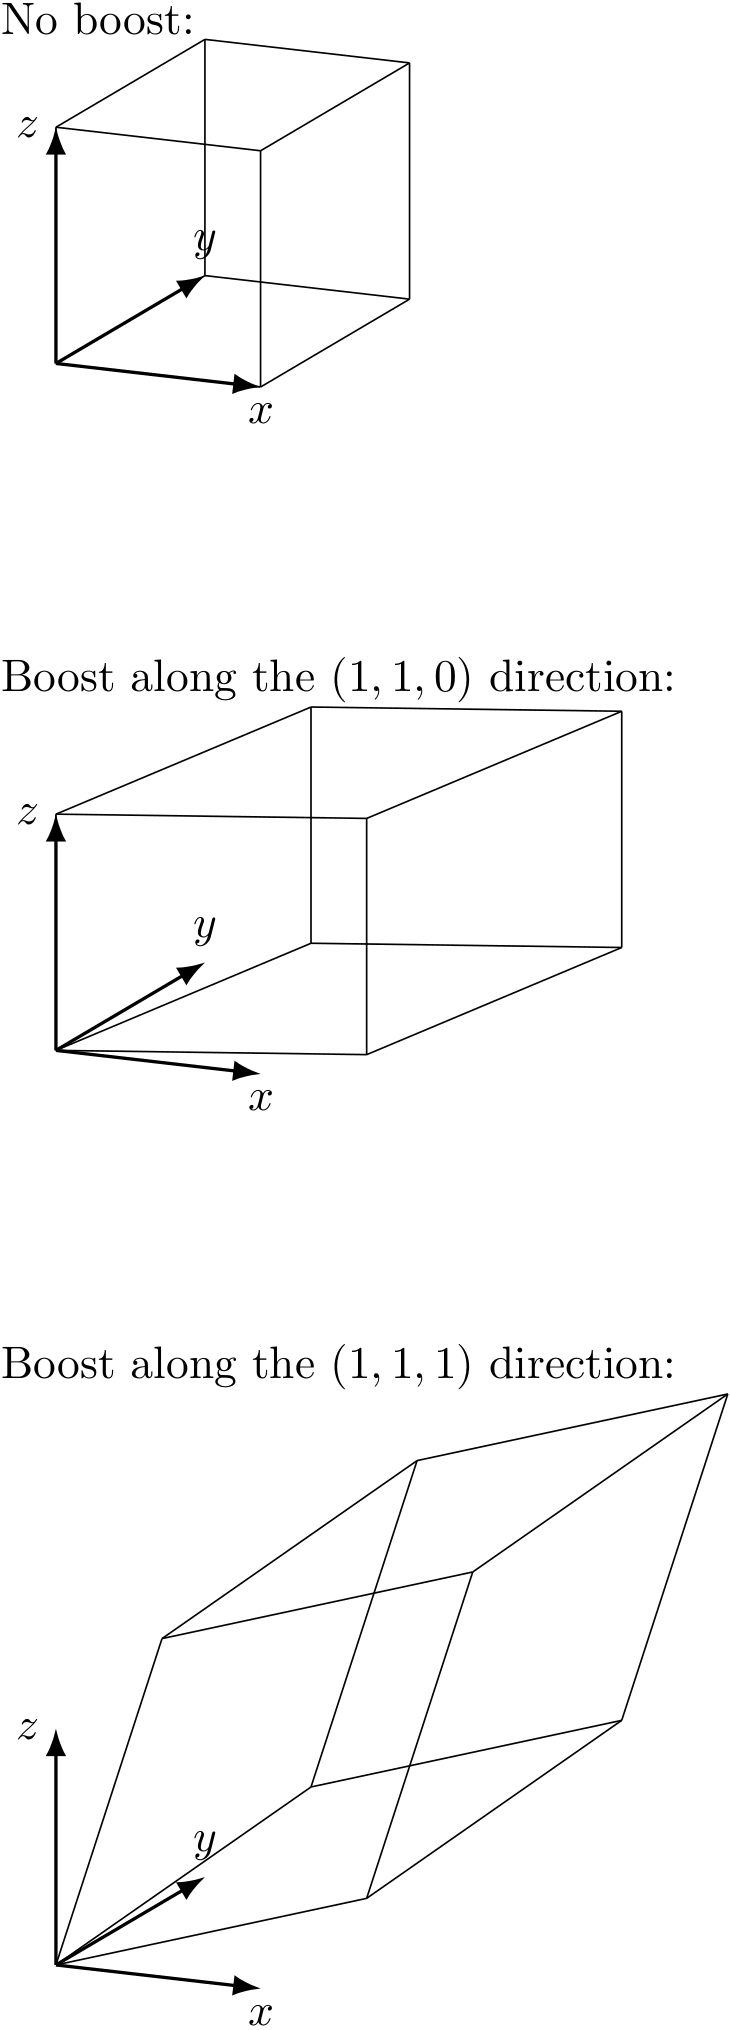 No boost:
z
y
x
Boost along the (1, 1, 0) direction:
z
y
x
Boost along the (1, 1, 1) direction:
z
y
x